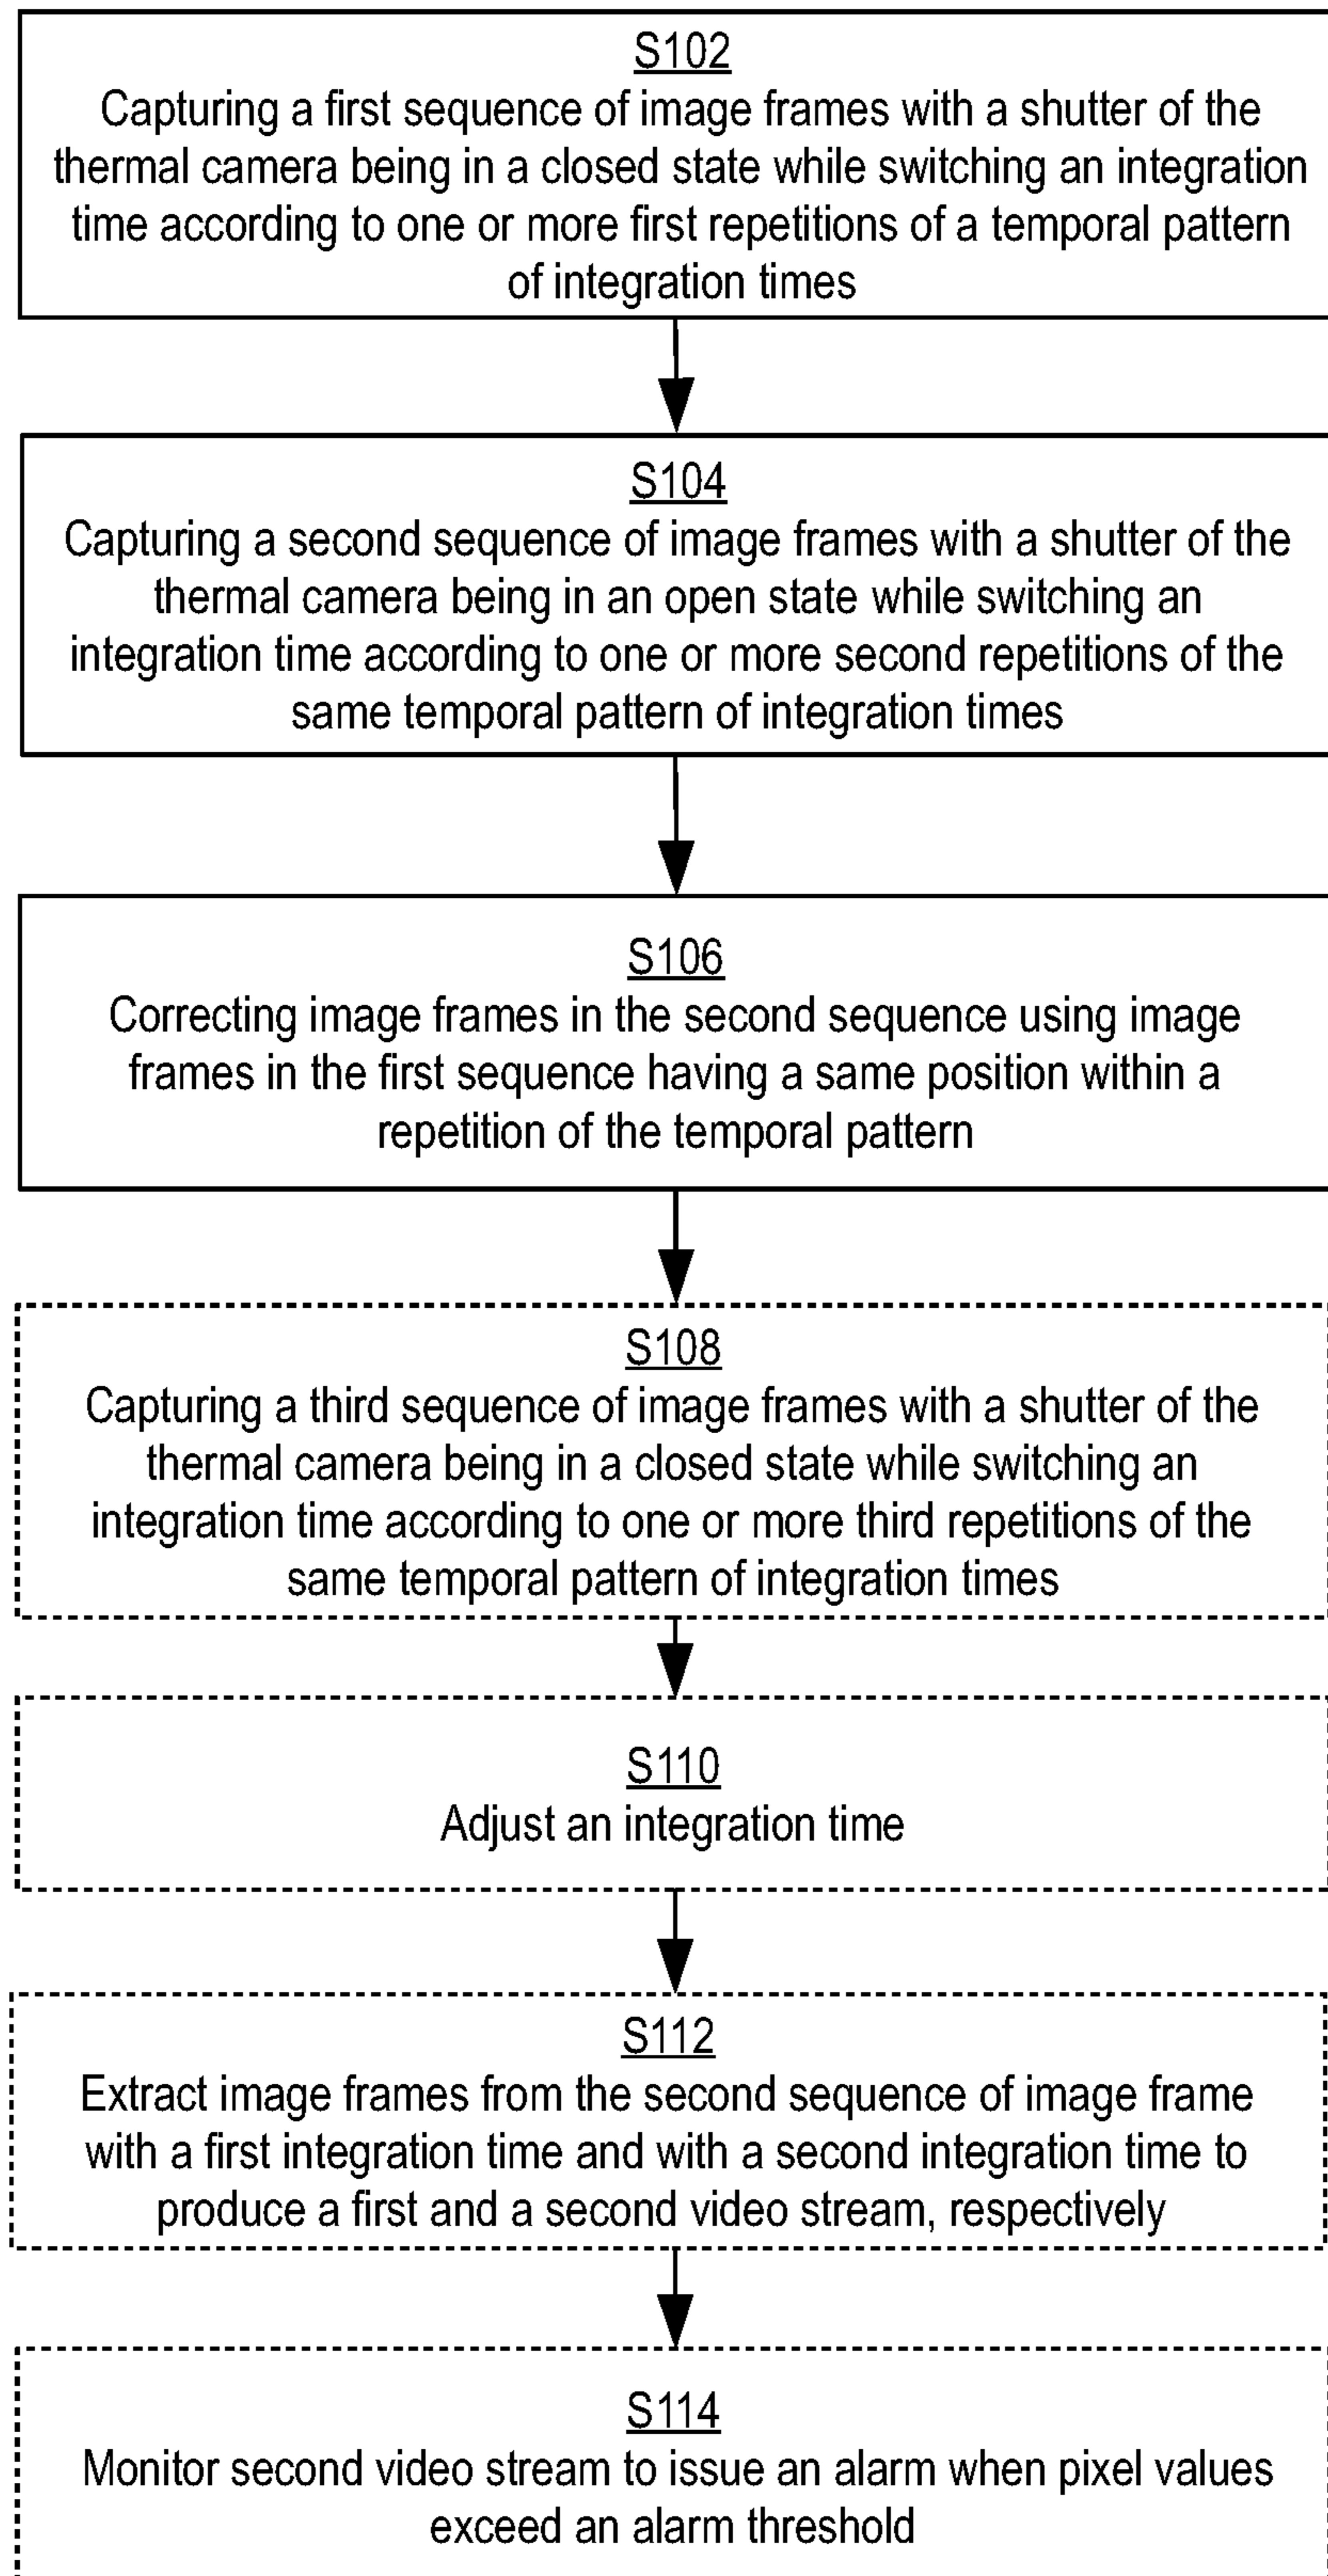 S102
Capturing a first sequence of image frames with a shutter of the
thermal camera being in a closed state while switching an integration
time according to one or more first repetitions of a temporal pattern
of integration times
S104
Capturing a second sequence of image frames with a shutter of the
thermal camera being in an open state while switching an
integration time according to one or more second repetitions of the
same temporal pattern of integration times
S106
Correcting image frames in the second sequence using image
frames in the first sequence having a same position within a
repetition of the temporal pattern
S108
Capturing a third sequence of image frames with a shutter of the
thermal camera being in a closed state while switching an
integration time according to one or more third repetitions of the
same temporal pattern of integration times
S110
Adjust an integration time
S112
Extract image frames from the second sequence of image frame
with a first integration time and with a second integration time to
produce a first and a second video stream, respectively
S114
Monitor second video stream to issue an alarm when pixel values
exceed an alarm threshold